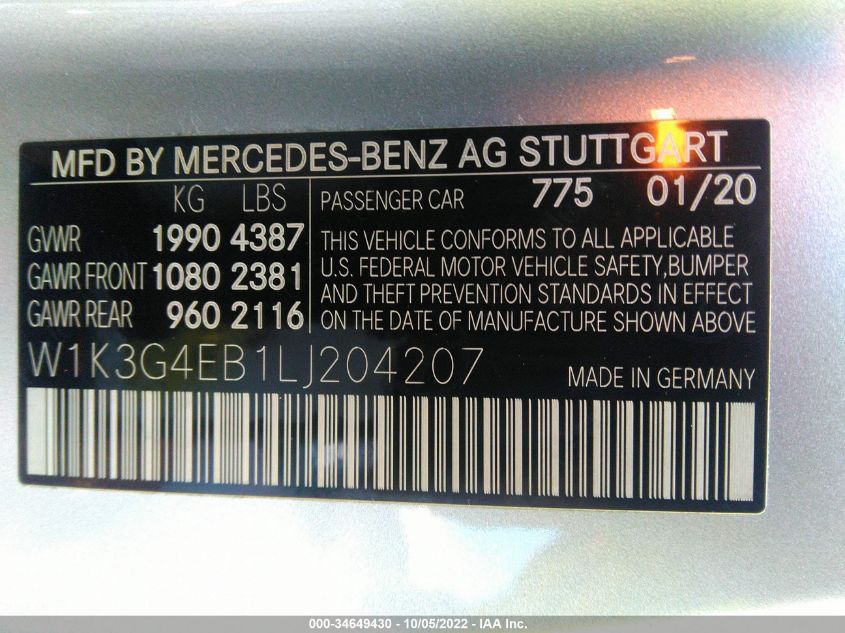 MFD BY MERCEDES-BENZ AG STUTTGART
KG LBS
GVWR 1990 4387
GAWR FRONT 1080 2381
GAWR REAR 960 2116
PASSENGER CAR 775 01/20
THIS VEHICLE CONFORMS TO ALL APPLICABLE
U.S. FEDERAL MOTOR VEHICLE SAFETY,BUMPER
AND THEFT PREVENTION STANDARDS IN EFFECT
ON THE DATE OF MANUFACTURE SHOWN ABOVE.
W1K3G4EB1LJ204207
MADE IN GERMANY
000-34649430 - 10/05/2022 - IAA Inc.